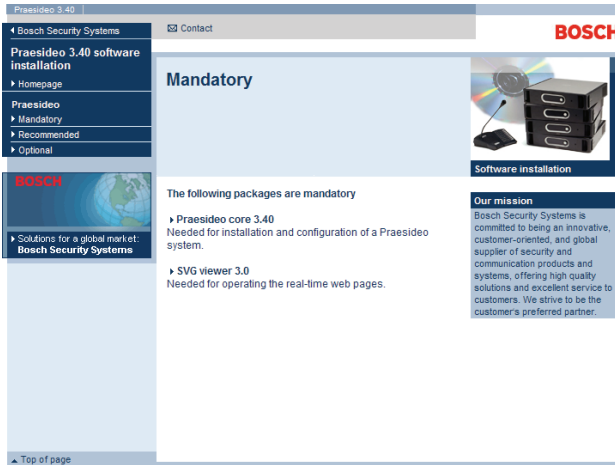 Praesideo 3.40
Bosch Security Systems
Contact
BOSCH
Praesideo 3.40 software
installation
Homepage
Praesideo
Mandatory
Recommended
Optional
BOSCH
Solutions for a global market:
Bosch Security Systems
Mandatory
The following packages are mandatory
Praesideo core 3.40
Needed for installation and configuration of a Praesideo
system.
SVG viewer 3.0
Needed for operating the real-time web pages.
Software installation
Our mission
Bosch Security Systems is
committed to being an innovative,
customer-oriented, and global
supplier of security and
communication products and
systems, offering high quality
solutions and excellent service to
customers. We strive to be the
customer's preferred partner.
Top of page